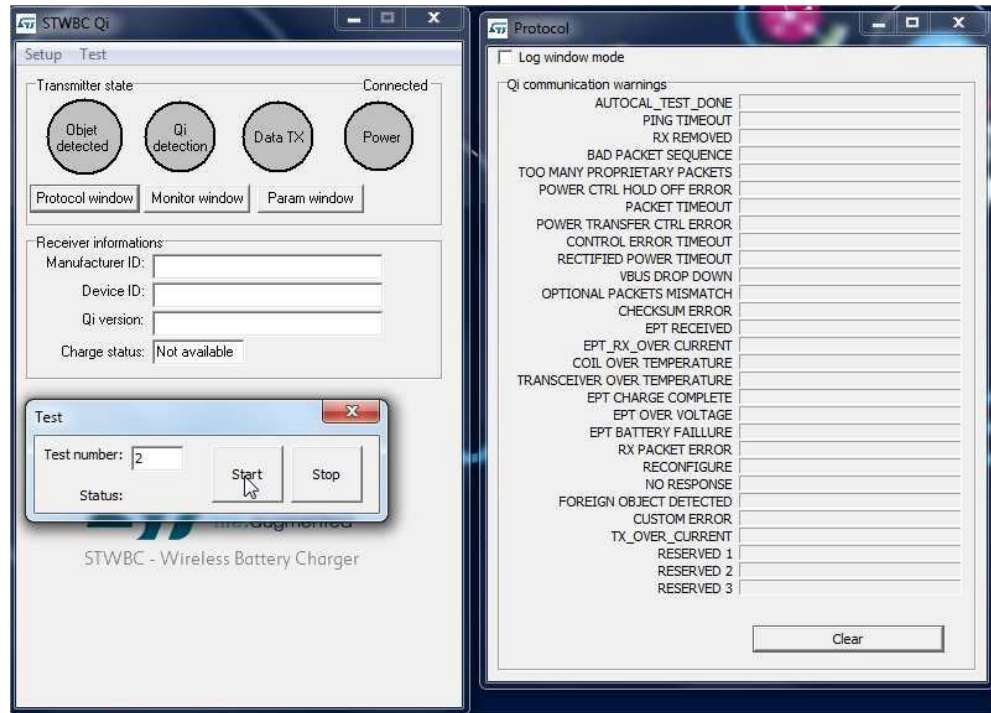 STWBC Qi
Setup Test
Transmitter state
Connected
Objet detected
Qi detection
Data TX
Power
Protocol window
Monitor window
Param window
Receiver informations
Manufacturer ID:
Device ID:
Qi version:
Charge status: Not available
Test
Test number: 2
Start
Stop
Status:
STWBC - Wireless Battery Charger
Protocol
Log window mode
Qi communication warnings
AUTOCAL_TEST_DONE
PING TIMEOUT
RX REMOVED
BAD PACKET SEQUENCE
TOO MANY PROPRIETARY PACKETS
POWER CTRL HOLD OFF ERROR
PACKET TIMEOUT
POWER TRANSFER CTRL ERROR
CONTROL ERROR TIMEOUT
RECTIFIED POWER TIMEOUT
VBUS DROP DOWN
OPTIONAL PACKETS MISMATCH
CHECKSUM ERROR
EPT RECEIVED
EPT_RX_OVER CURRENT
COIL OVER TEMPERATURE
TRANSCEIVER OVER TEMPERATURE
EPT CHARGE COMPLETE
EPT OVER VOLTAGE
EPT BATTERY FAILLURE
RX PACKET ERROR
RECONFIGURE
NO RESPONSE
FOREIGN OBJECT DETECTED
CUSTOM ERROR
TX_OVER_CURRENT
RESERVED 1
RESERVED 2
RESERVED 3
Clear